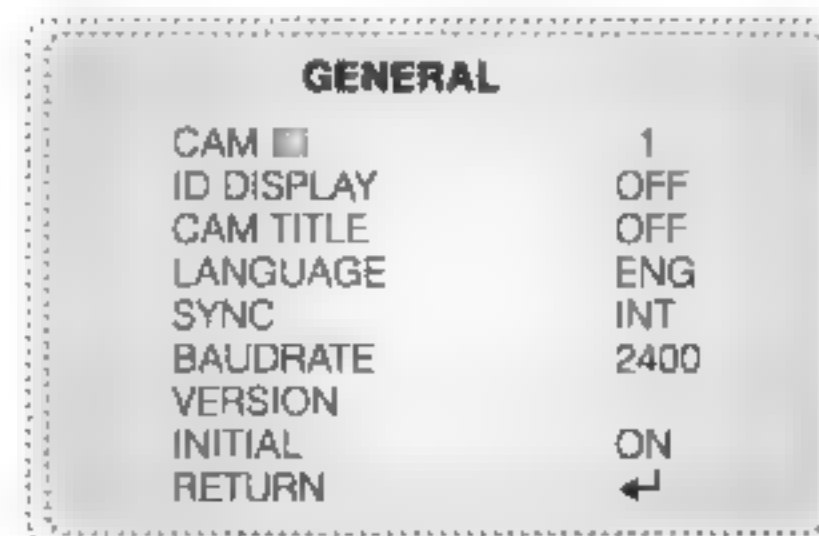 GENERAL
CAM 1
ID DISPLAY OFF
CAM TITLE OFF
LANGUAGE ENG
SYNC INT
BAUDRATE 2400
VERSION
INITIAL ON
RETURN ↵